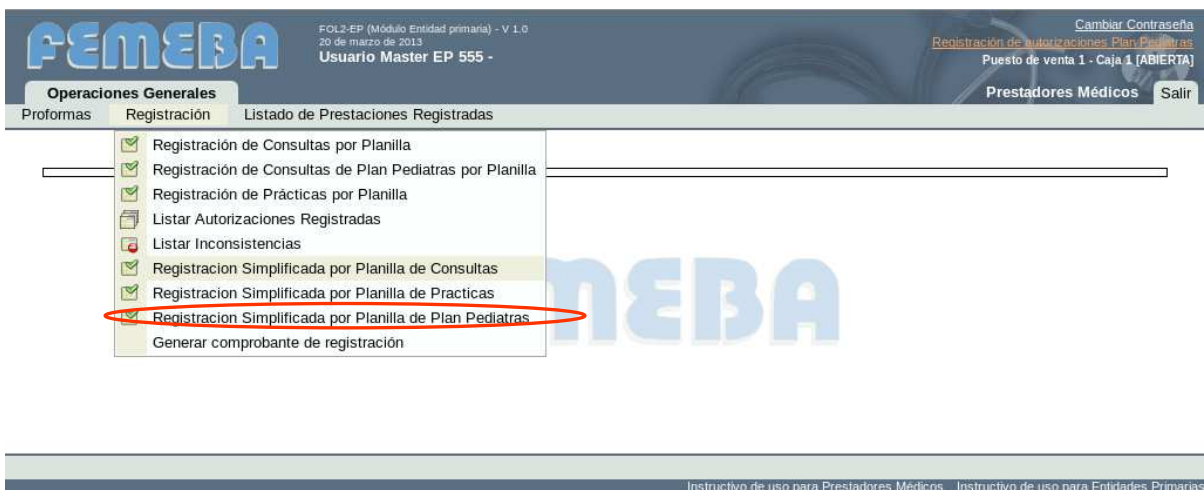 FEMEBA
FOL2-EP (Módulo Entidad primaria) - V 1.0
20 de marzo de 2013
Usuario Master EP 555 -
Cambiar Contraseña
Registración de autorizaciones Plan Pediatras
Puesto de venta 1 - Caja 1 [ABIERTA]
Operaciones Generales
Prestadores Médicos Salir
Proformas Registración Listado de Prestaciones Registradas
Registración de Consultas por Planilla
Registración de Consultas de Plan Pediatras por Planilla
Registración de Prácticas por Planilla
Listar Autorizaciones Registradas
Listar Inconsistencias
Registracion Simplificada por Planilla de Consultas
Registracion Simplificada por Planilla de Practicas
Registracion Simplificada por Planilla de Plan Pediatras
Generar comprobante de registración
MEBA
Instructivo de uso para Prestadores Médicos Instructivo de uso para Entidades Primarias